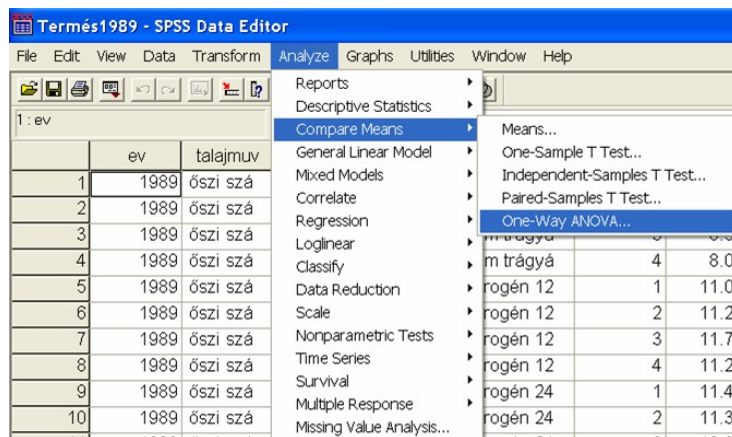 Termés1989 - SPSS Data Editor
File Edit View Data Transform Analyze Graphs Utilities Window Help
1 : ev
Reports
Descriptive Statistics
Compare Means
General Linear Model
Mixed Models
Correlate
Regression
Loglinear
Classify
Data Reduction
Scale
Nonparametric Tests
Time Series
Survival
Multiple Response
Missing Value Analysis...
Means...
One-Sample T Test...
Independent-Samples T Test...
Paired-Samples T Test...
One-Way ANOVA...
ev talajmuv
1 1989 őszi szá
2 1989 őszi szá
3 1989 őszi szá
4 1989 őszi szá m trágyá 4 8.0
5 1989 őszi szá rogén 12 1 11.0
6 1989 őszi szá rogén 12 2 11.2
7 1989 őszi szá rogén 12 3 11.7
8 1989 őszi szá rogén 12 4 11.2
9 1989 őszi szá rogén 24 1 11.4
10 1989 őszi szá rogén 24 2 11.3